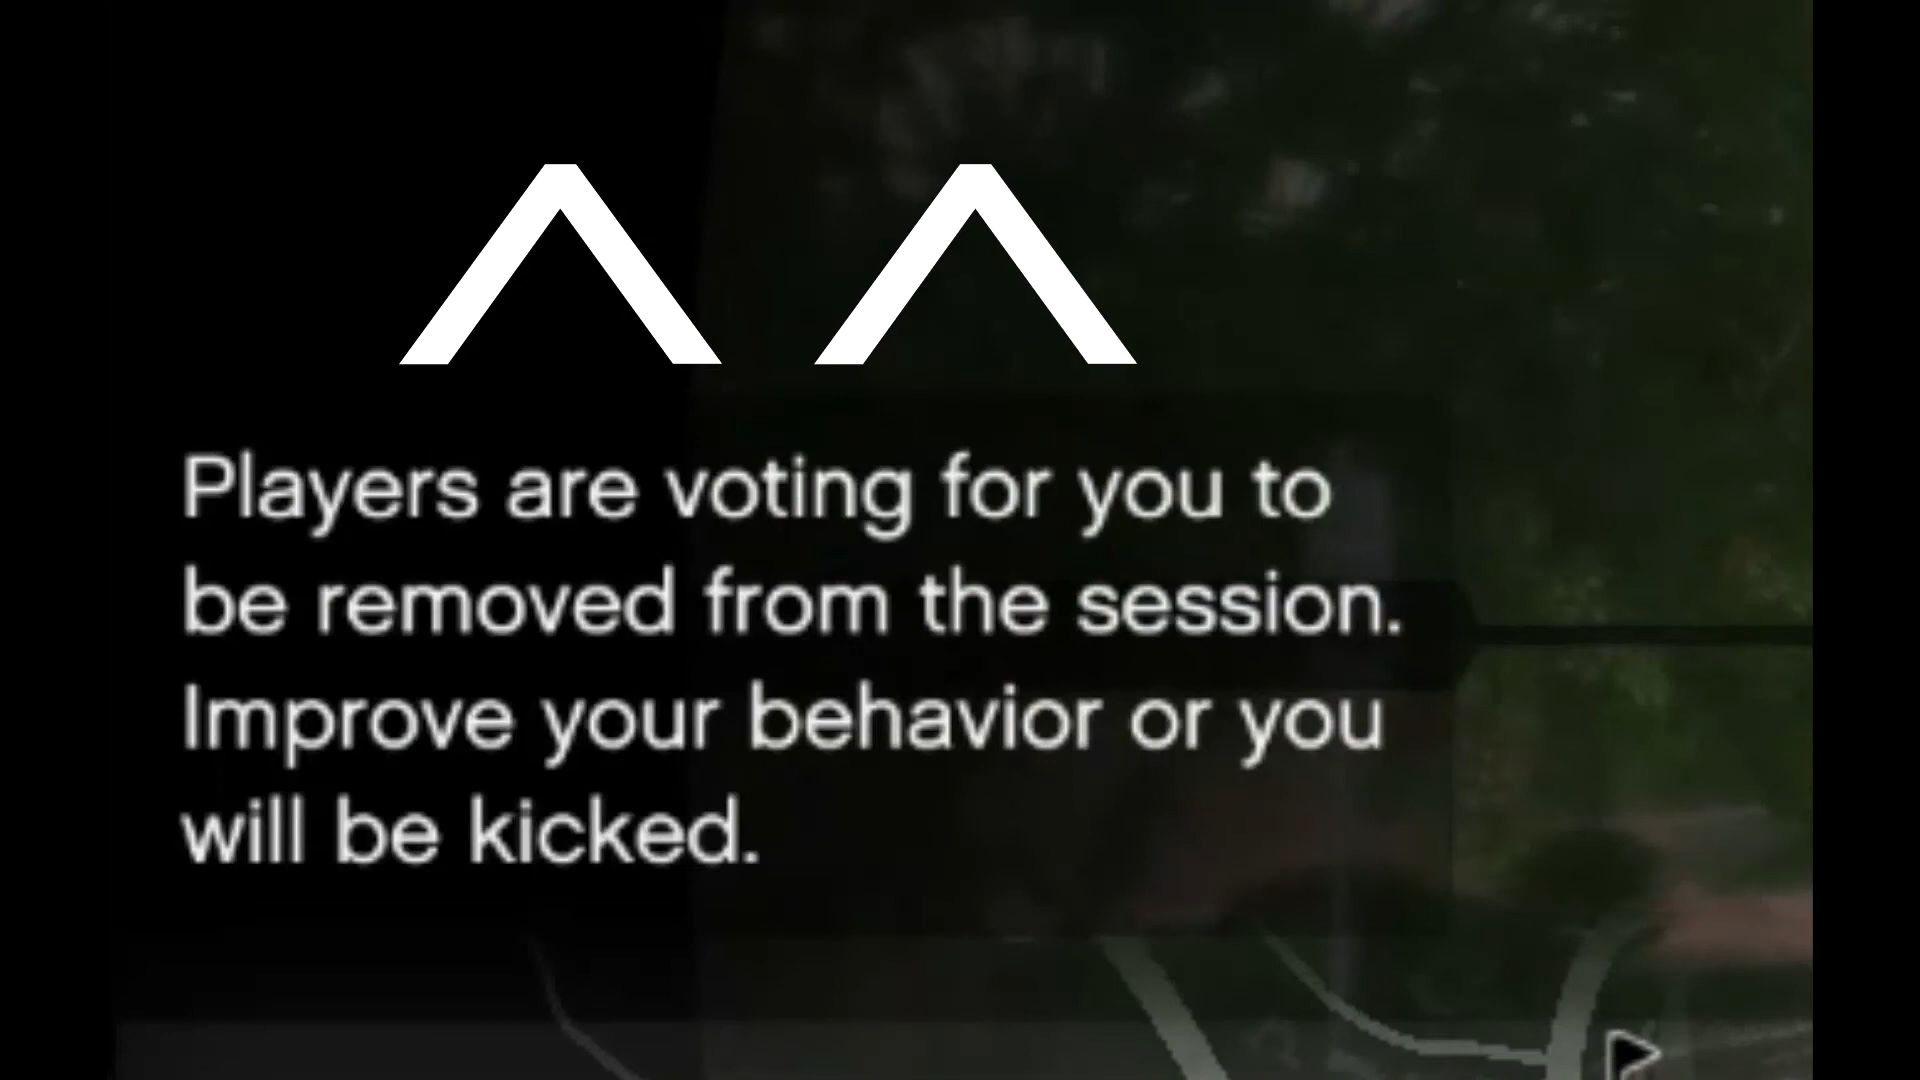 ^ ^
Players are voting for you to
be removed from the session.
Improve your behavior or you
will be kicked.